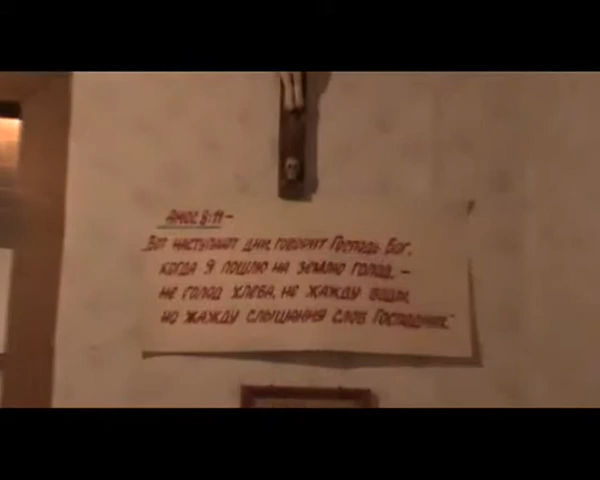 Амос 8:11 —
„Вот наступают дни, говорит Господь Бог,
когда Я пошлю на землю голод, —
не голод хлеба, не жажду воды,
но жажду слышания слов Господних."